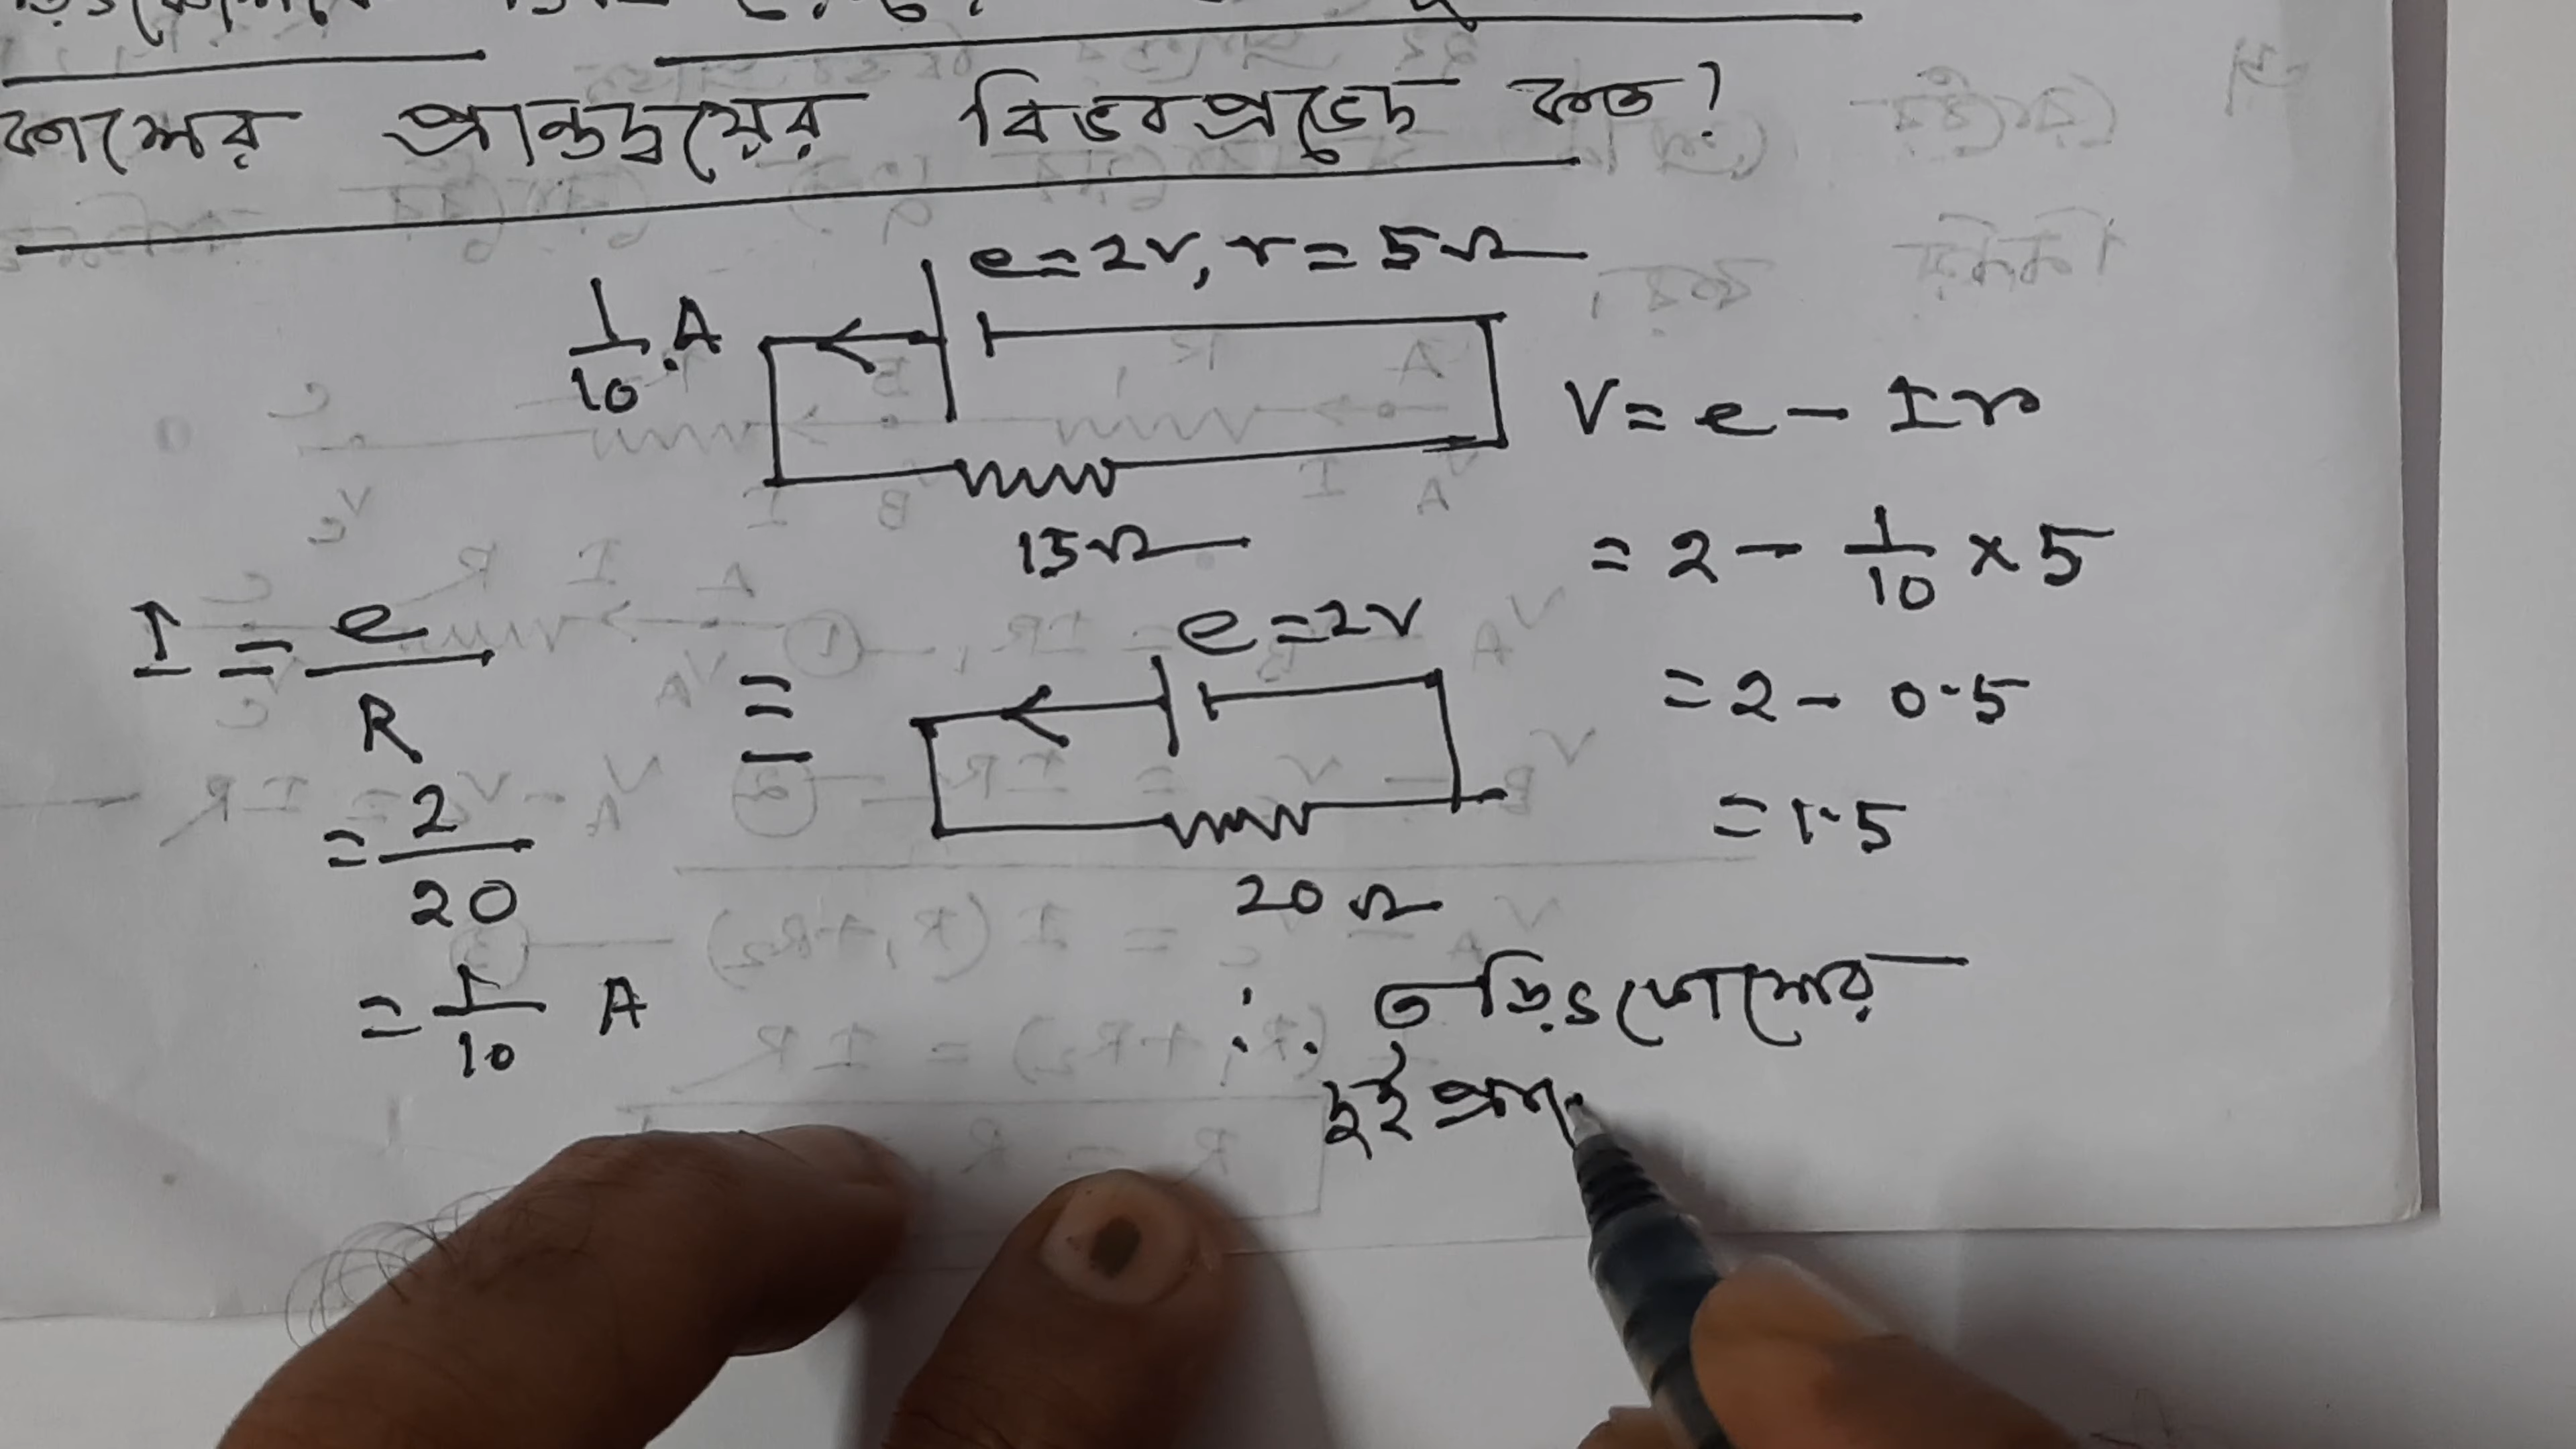 কোষের প্রান্তদ্বয়ের বিভবপ্রভেদ কত?
e=2V, r=5Ω
1/10 A
15Ω
V = e - Ir
= 2 - 1/10 × 5
= 2 - 0.5
= 1.5
I = e/R
= 2/20
= 1/10 A
≡
e=2V
20Ω
∴ তড়িৎকোষের
দুই প্রা